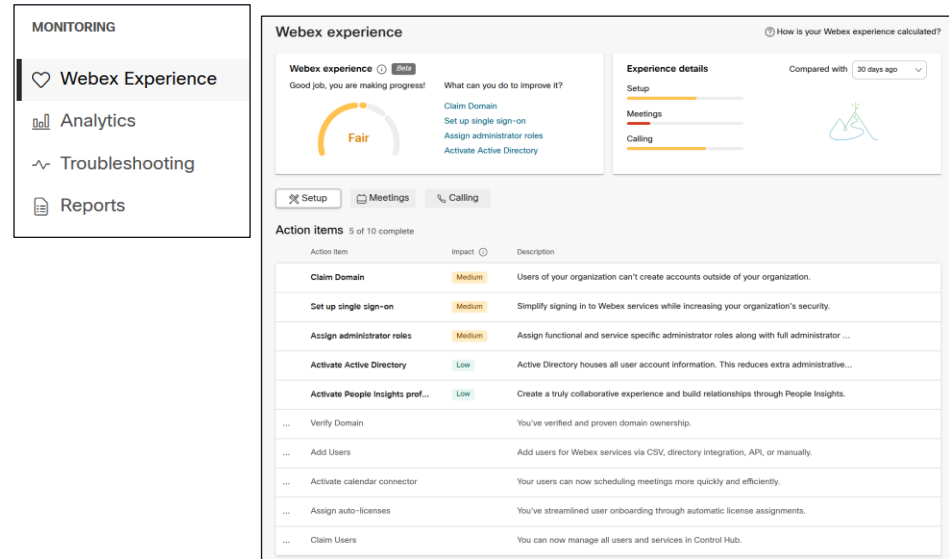 MONITORING
Webex Experience
Analytics
Troubleshooting
Reports
Webex experience
How is your Webex experience calculated?
Webex experience Beta
Good job, you are making progress!
Fair
What can you do to improve it?
Claim Domain
Set up single sign-on
Assign administrator roles
Activate Active Directory
Experience details
Compared with 30 days ago
Setup
Meetings
Calling
Setup Meetings Calling
Action items 5 of 10 complete
Action Item Impact Description
Claim Domain Medium Users of your organization can't create accounts outside of your organization.
Set up single sign-on Medium Simplify signing in to Webex services while increasing your organization's security.
Assign administrator roles Medium Assign functional and service specific administrator roles along with full administrator ...
Activate Active Directory Low Active Directory houses all user account information. This reduces extra administrative...
Activate People Insights prof... Low Create a truly collaborative experience and build relationships through People Insights.
... Verify Domain You've verified and proven domain ownership.
... Add Users Add users for Webex services via CSV, directory integration, API, or manually.
... Activate calendar connector Your users can now scheduling meetings more quickly and efficiently.
... Assign auto-licenses You've streamlined user onboarding through automatic license assignments.
... Claim Users You can now manage all users and services in Control Hub.